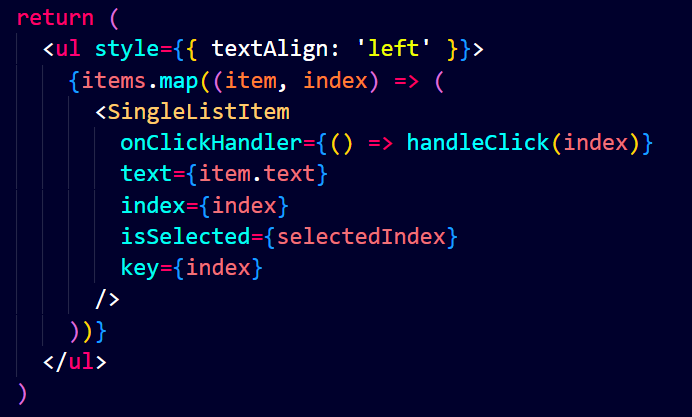 return (
<ul style={{ textAlign: 'left' }}>
{items.map((item, index) => (
<SingleListItem
onClickHandler={() => handleClick(index)}
text={item.text}
index={index}
isSelected={selectedIndex}
key={index}
/>
))}
</ul>
)